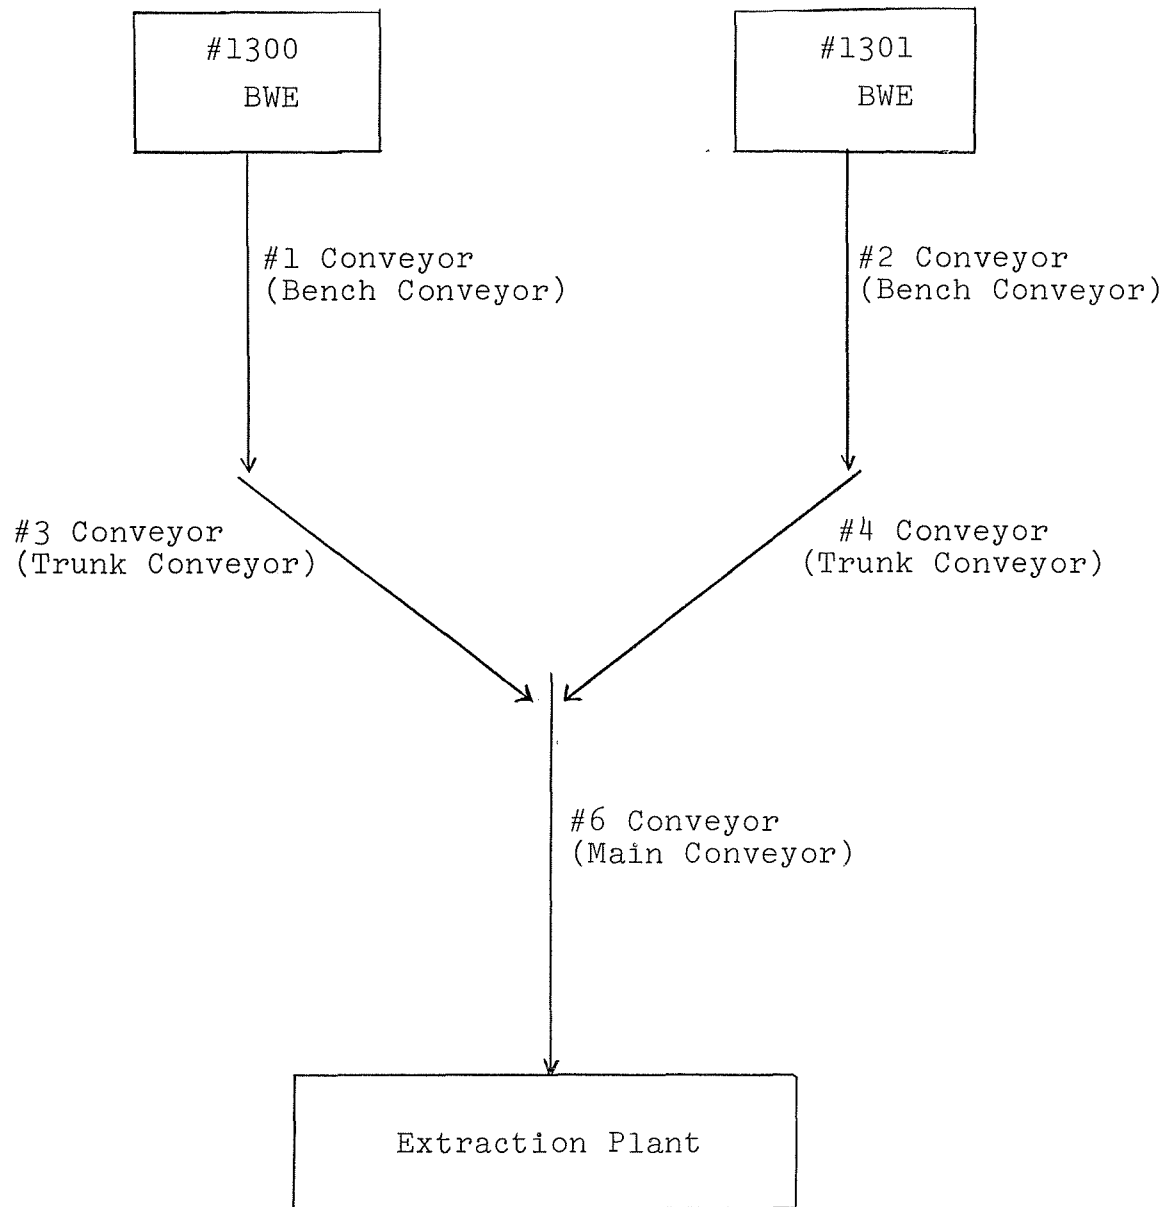 #1300
BWE
#1301
BWE
#1 Conveyor
(Bench Conveyor)
#2 Conveyor
(Bench Conveyor)
#3 Conveyor
(Trunk Conveyor)
#4 Conveyor
(Trunk Conveyor)
#6 Conveyor
(Main Conveyor)
Extraction Plant